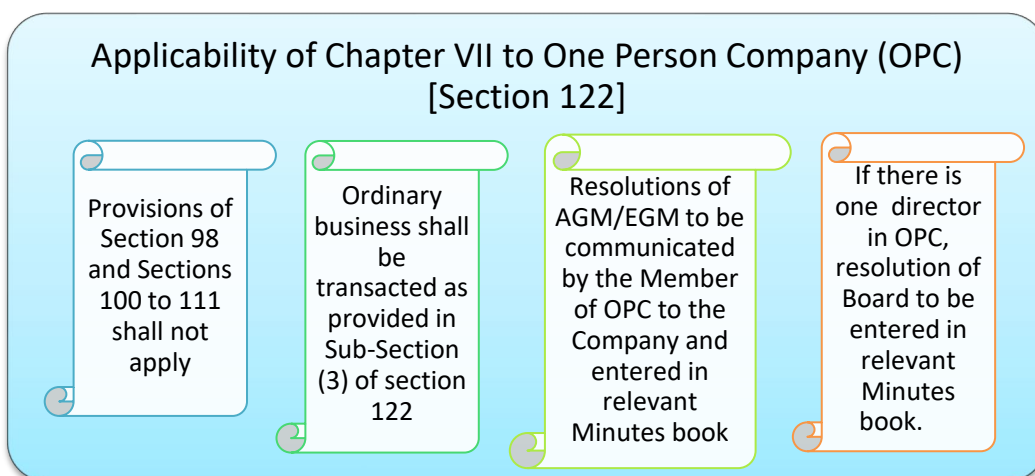 Applicability of Chapter VII to One Person Company (OPC)
[Section 122]
Provisions of
Section 98
and Sections
100 to 111
shall not
apply
Ordinary
business shall
be
transacted as
provided in
Sub-Section
(3) of section
122
Resolutions of
AGM/EGM to be
communicated
by the Member
of OPC to the
Company and
entered in
relevant
Minutes book
If there is
one director
in OPC,
resolution of
Board to be
entered in
relevant
Minutes
book.